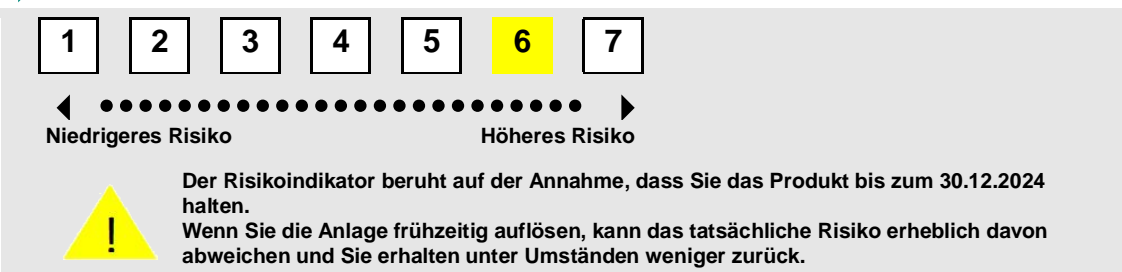 1 2 3 4 5 6 7
Niedrigeres Risiko Höheres Risiko
Der Risikoindikator beruht auf der Annahme, dass Sie das Produkt bis zum 30.12.2024
halten.
Wenn Sie die Anlage frühzeitig auflösen, kann das tatsächliche Risiko erheblich davon
abweichen und Sie erhalten unter Umständen weniger zurück.
!